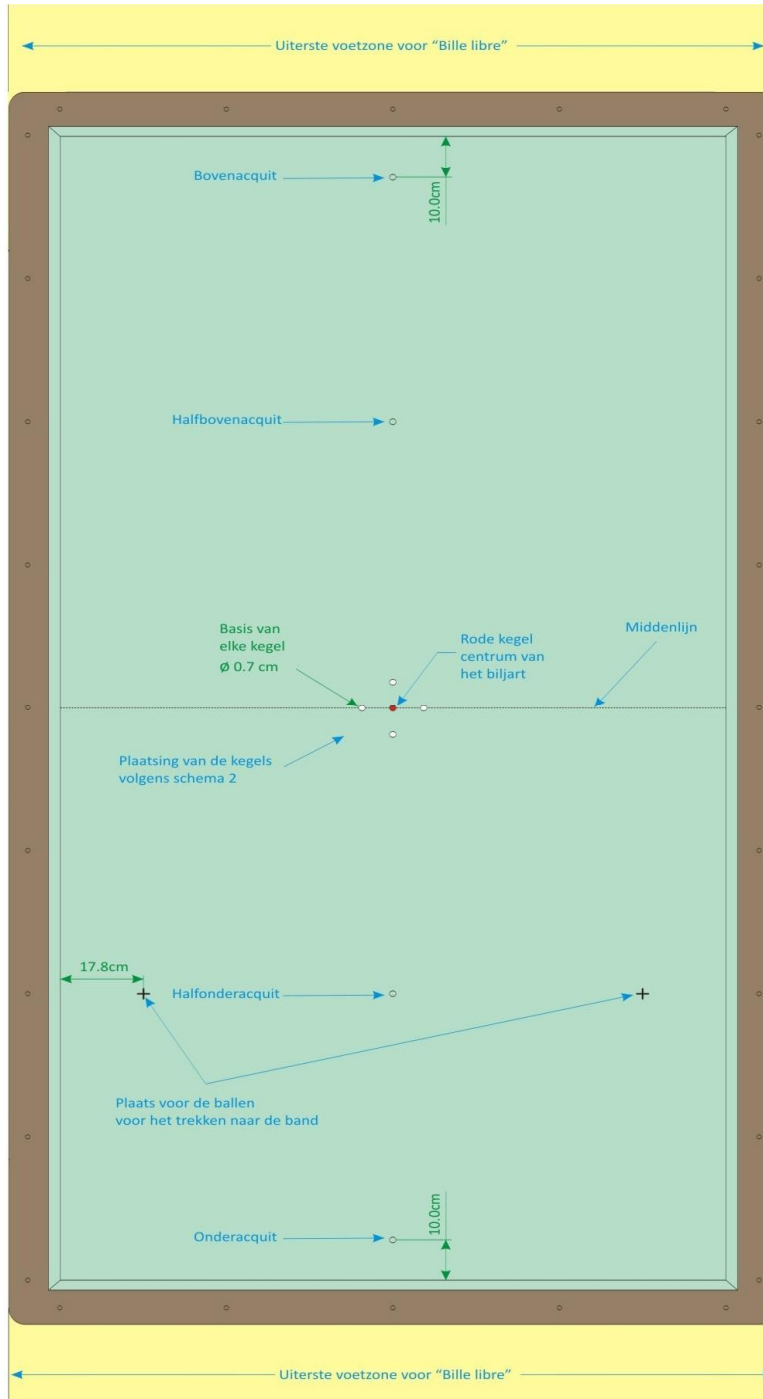 Uiterste voetzone voor “Bille libre”
Bovenacquit
10.0cm
Halfbovenacquit
Basis van
elke kegel
Ø 0.7 cm
Rode kegel
centrum van
het biljart
Middenlijn
Plaatsing van de kegels
volgens schema 2
17.8cm
Halfonderacquit
Plaats voor de ballen
voor het trekken naar de band
10.0cm
Onderacquit
Uiterste voetzone voor “Bille libre”